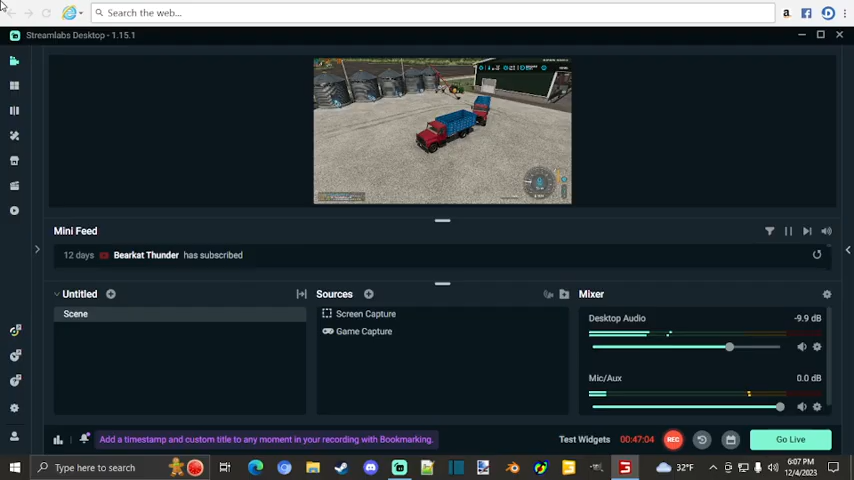 Search the web...
Streamlabs Desktop - 1.15.1
Mini Feed
12 days Bearkat Thunder has subscribed
Untitled
Sources
Mixer
Scene
Screen Capture
Game Capture
Desktop Audio -9.9 dB
Mic/Aux 0.0 dB
Add a timestamp and custom title to any moment in your recording with Bookmarking.
Test Widgets 00:47:04 REC Go Live
Type here to search
32°F
6:07 PM
12/4/2023